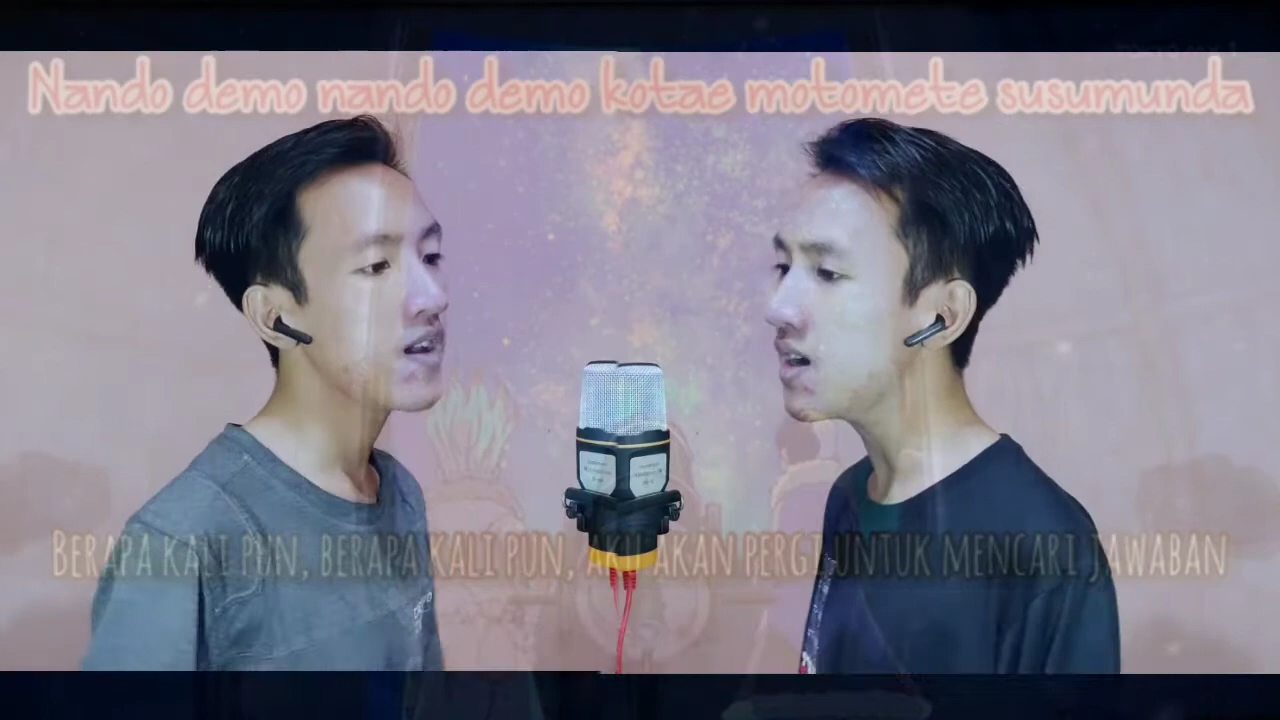 Nando demo nando demo kotae motomete susumunda
BERAPA KALI PUN, BERAPA KALI PUN, AKU AKAN PERGI UNTUK MENCARI JAWABAN